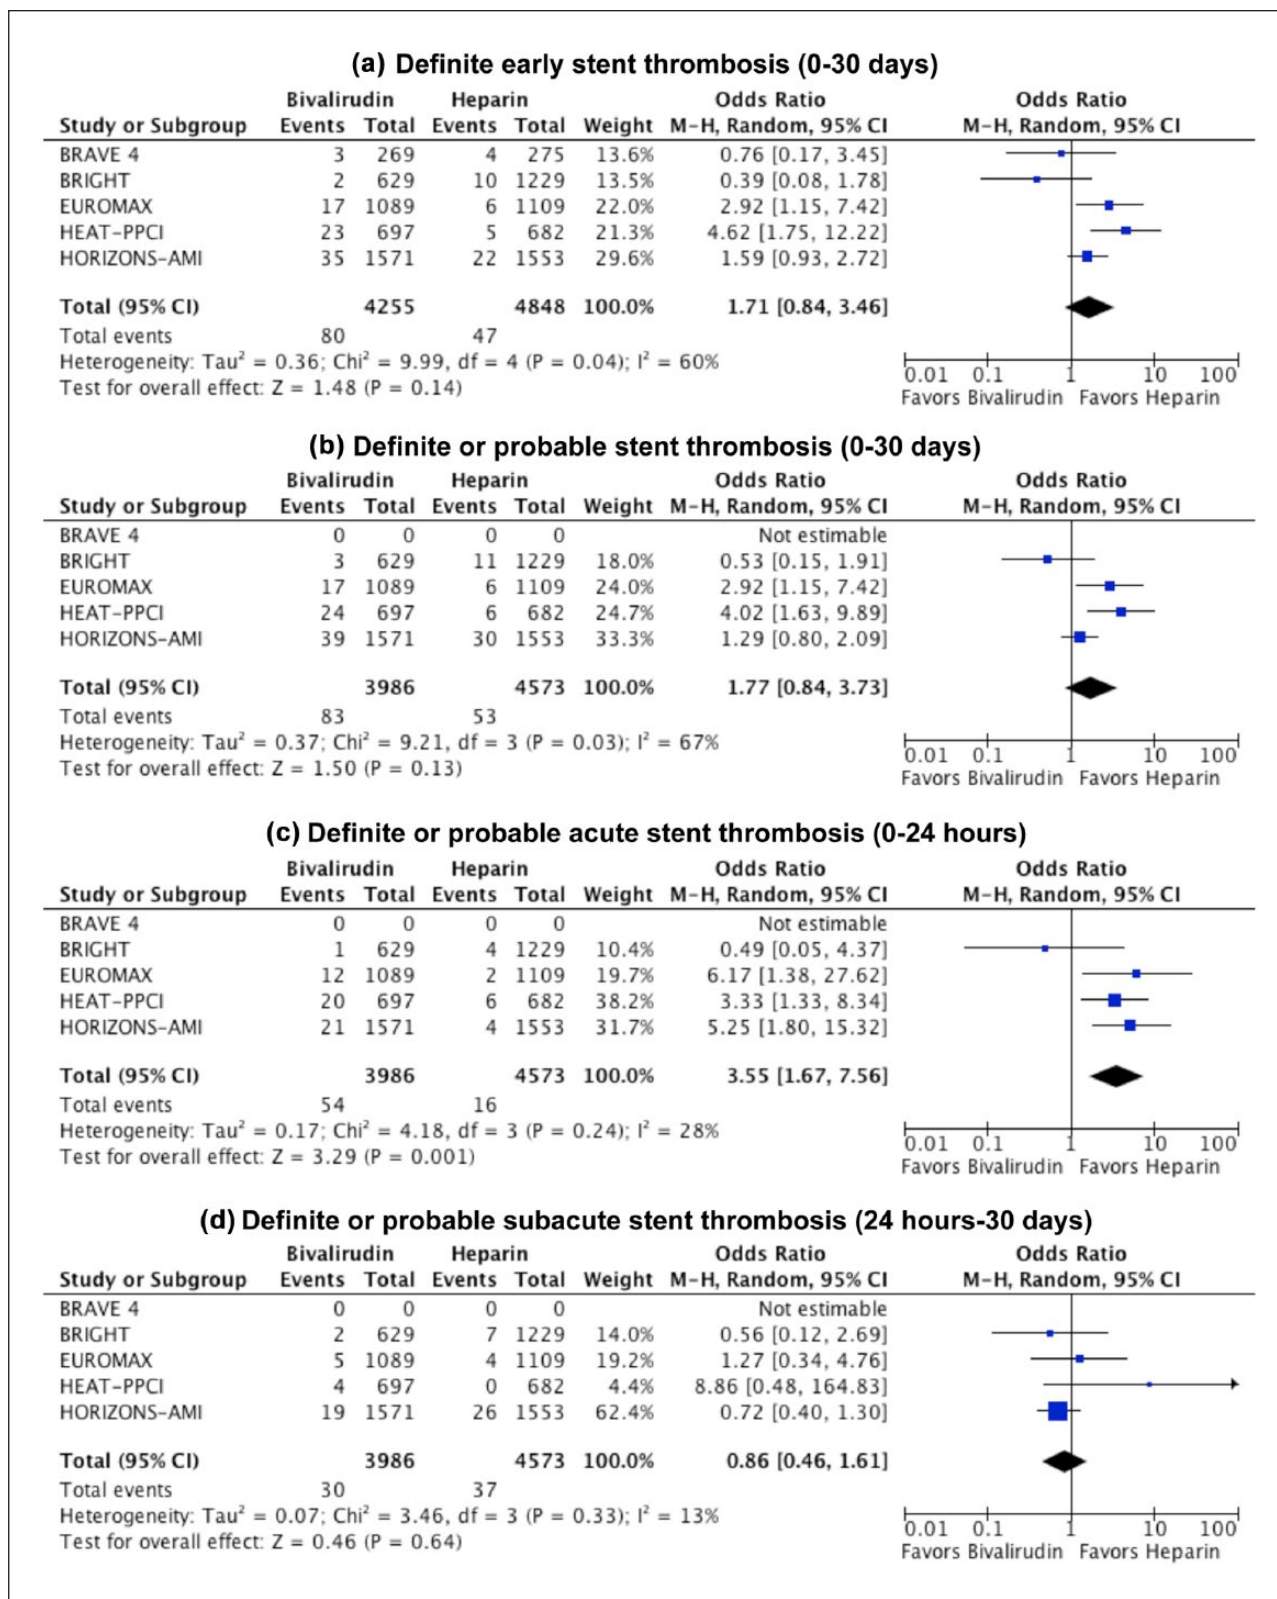 (a) Definite early stent thrombosis (0-30 days)
Bivalirudin Heparin Odds Ratio Odds Ratio
Study or Subgroup Events Total Events Total Weight M-H, Random, 95% CI M-H, Random, 95% CI
BRAVE 4 3 269 4 275 13.6% 0.76 [0.17, 3.45]
BRIGHT 2 629 10 1229 13.5% 0.39 [0.08, 1.78]
EUROMAX 17 1089 6 1109 22.0% 2.92 [1.15, 7.42]
HEAT-PPCI 23 697 5 682 21.3% 4.62 [1.75, 12.22]
HORIZONS-AMI 35 1571 22 1553 29.6% 1.59 [0.93, 2.72]
Total (95% CI) 4255 4848 100.0% 1.71 [0.84, 3.46]
Total events 80 47
Heterogeneity: Tau² = 0.36; Chi² = 9.99, df = 4 (P = 0.04); I² = 60%
Test for overall effect: Z = 1.48 (P = 0.14)
0.01 0.1 1 10 100
Favors Bivalirudin Favors Heparin
(b) Definite or probable stent thrombosis (0-30 days)
Bivalirudin Heparin Odds Ratio Odds Ratio
Study or Subgroup Events Total Events Total Weight M-H, Random, 95% CI M-H, Random, 95% CI
BRAVE 4 0 0 0 0 Not estimable
BRIGHT 3 629 11 1229 18.0% 0.53 [0.15, 1.91]
EUROMAX 17 1089 6 1109 24.0% 2.92 [1.15, 7.42]
HEAT-PPCI 24 697 6 682 24.7% 4.02 [1.63, 9.89]
HORIZONS-AMI 39 1571 30 1553 33.3% 1.29 [0.80, 2.09]
Total (95% CI) 3986 4573 100.0% 1.77 [0.84, 3.73]
Total events 83 53
Heterogeneity: Tau² = 0.37; Chi² = 9.21, df = 3 (P = 0.03); I² = 67%
Test for overall effect: Z = 1.50 (P = 0.13)
0.01 0.1 1 10 100
Favors Bivalirudin Favors Heparin
(c) Definite or probable acute stent thrombosis (0-24 hours)
Bivalirudin Heparin Odds Ratio Odds Ratio
Study or Subgroup Events Total Events Total Weight M-H, Random, 95% CI M-H, Random, 95% CI
BRAVE 4 0 0 0 0 Not estimable
BRIGHT 1 629 4 1229 10.4% 0.49 [0.05, 4.37]
EUROMAX 12 1089 2 1109 19.7% 6.17 [1.38, 27.62]
HEAT-PPCI 20 697 6 682 38.2% 3.33 [1.33, 8.34]
HORIZONS-AMI 21 1571 4 1553 31.7% 5.25 [1.80, 15.32]
Total (95% CI) 3986 4573 100.0% 3.55 [1.67, 7.56]
Total events 54 16
Heterogeneity: Tau² = 0.17; Chi² = 4.18, df = 3 (P = 0.24); I² = 28%
Test for overall effect: Z = 3.29 (P = 0.001)
0.01 0.1 1 10 100
Favors Bivalirudin Favors Heparin
(d) Definite or probable subacute stent thrombosis (24 hours-30 days)
Bivalirudin Heparin Odds Ratio Odds Ratio
Study or Subgroup Events Total Events Total Weight M-H, Random, 95% CI M-H, Random, 95% CI
BRAVE 4 0 0 0 0 Not estimable
BRIGHT 2 629 7 1229 14.0% 0.56 [0.12, 2.69]
EUROMAX 5 1089 4 1109 19.2% 1.27 [0.34, 4.76]
HEAT-PPCI 4 697 0 682 4.4% 8.86 [0.48, 164.83]
HORIZONS-AMI 19 1571 26 1553 62.4% 0.72 [0.40, 1.30]
Total (95% CI) 3986 4573 100.0% 0.86 [0.46, 1.61]
Total events 30 37
Heterogeneity: Tau² = 0.07; Chi² = 3.46, df = 3 (P = 0.33); I² = 13%
Test for overall effect: Z = 0.46 (P = 0.64)
0.01 0.1 1 10 100
Favors Bivalirudin Favors Heparin